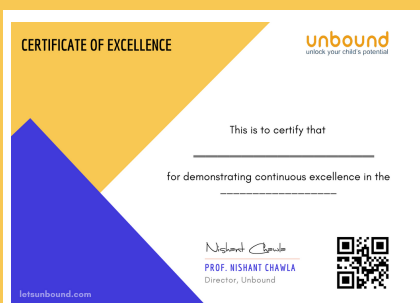 CERTIFICATE OF EXCELLENCE
unbound
unlock your child's potential
This is to certify that
for demonstrating continuous excellence in the
Nishant Chawla
PROF. NISHANT CHAWLA
Director, Unbound
letsunbound.com